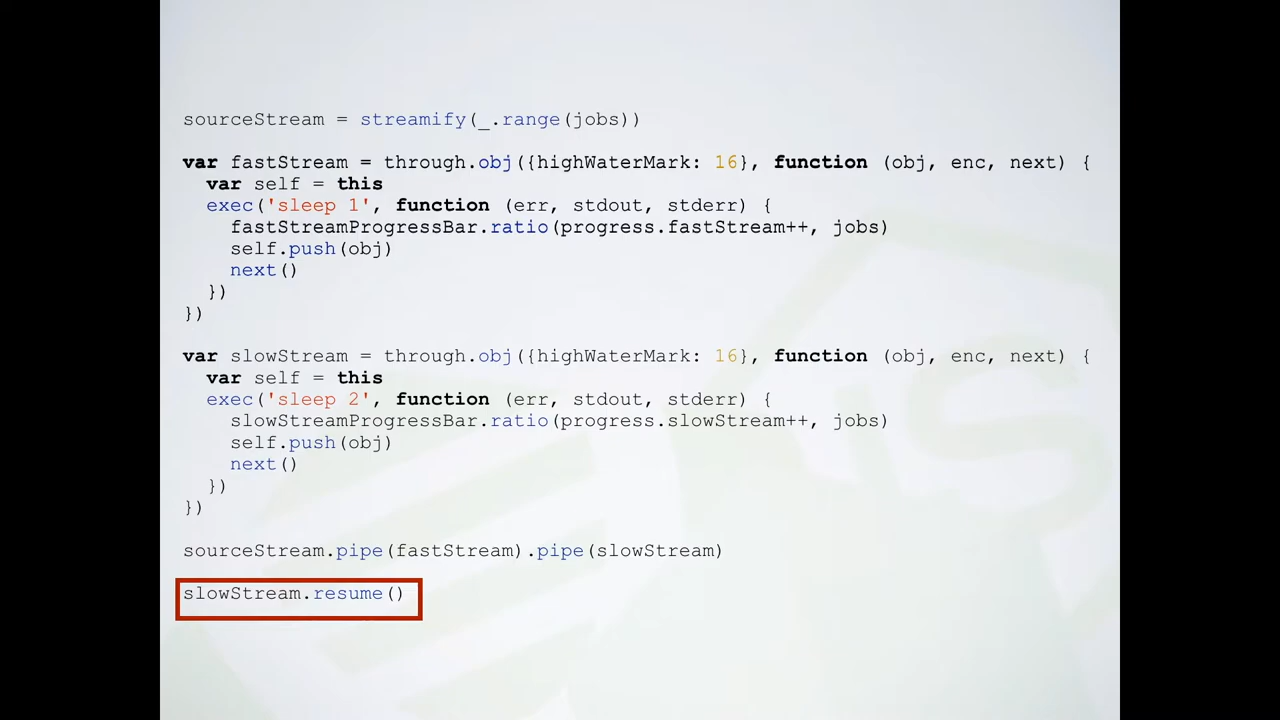 sourceStream = streamify(_.range(jobs))
var fastStream = through.obj({highWaterMark: 16}, function (obj, enc, next) {
  var self = this
  exec('sleep 1', function (err, stdout, stderr) {
    fastStreamProgressBar.ratio(progress.fastStream++, jobs)
    self.push(obj)
    next()
  })
})
var slowStream = through.obj({highWaterMark: 16}, function (obj, enc, next) {
  var self = this
  exec('sleep 2', function (err, stdout, stderr) {
    slowStreamProgressBar.ratio(progress.slowStream++, jobs)
    self.push(obj)
    next()
  })
})
sourceStream.pipe(fastStream).pipe(slowStream)
slowStream.resume()